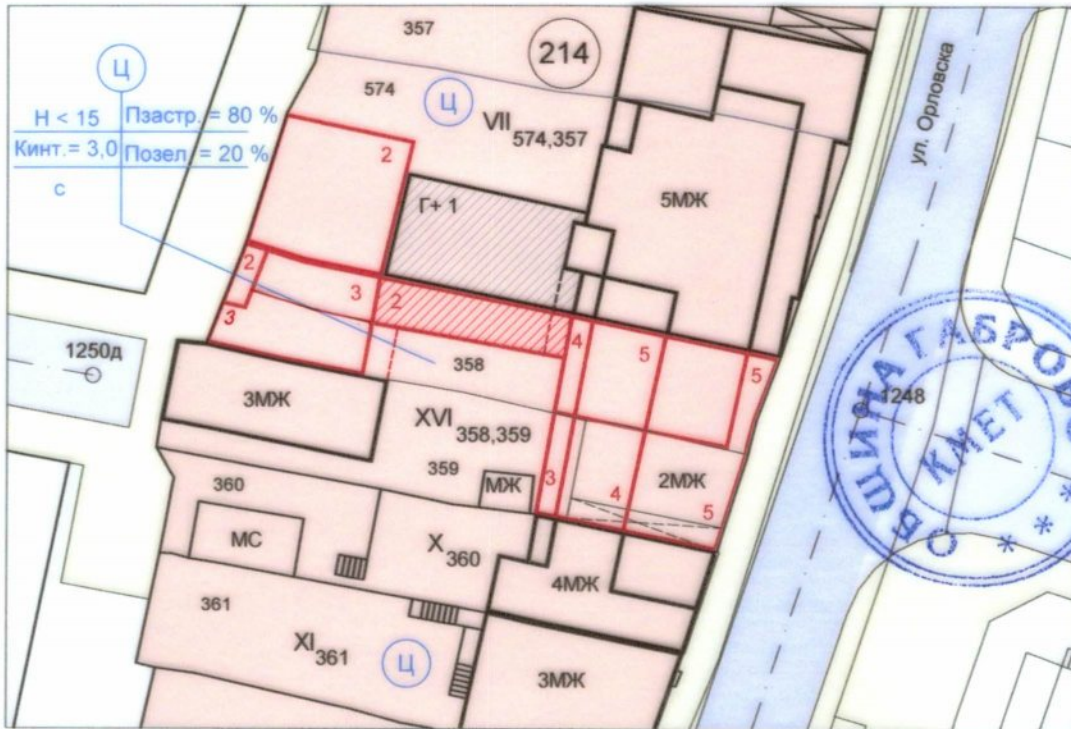 357
214
Ц
574
Ц
H < 15 Пзастр. = 80 %
Кинт.= 3,0 Позел. = 20 %
с
VII 574,357
ул. Орловска
2
Г+ 1
5МЖ
2
3
2
3
4
5
5
1250д
358
1248
3МЖ
XVI 358,359
359
МЖ
3
4
2МЖ
5
360
МС
X 360
4МЖ
361
XI 361
Ц
3МЖ
ОБЩИНА ГАБРОВО
КМЕТ